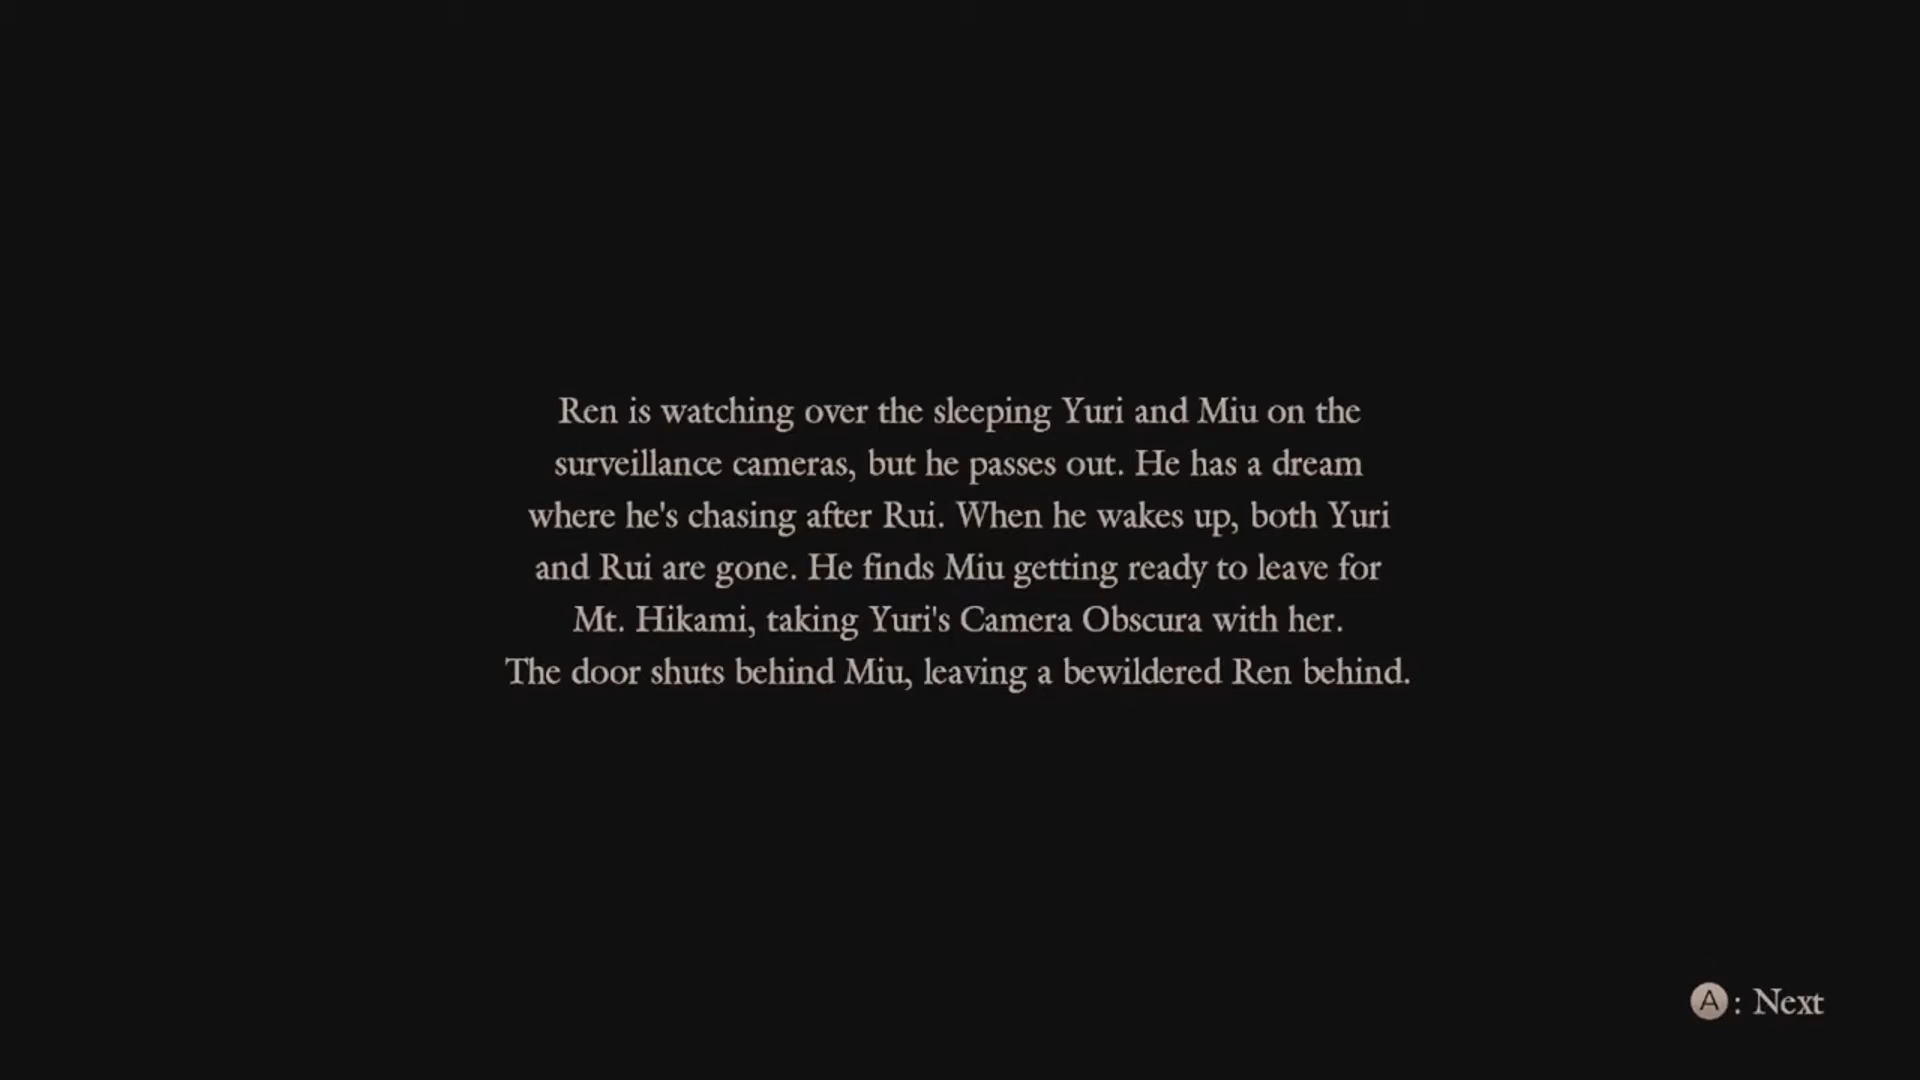 Ren is watching over the sleeping Yuri and Miu on the
surveillance cameras, but he passes out. He has a dream
where he's chasing after Rui. When he wakes up, both Yuri
and Rui are gone. He finds Miu getting ready to leave for
Mt. Hikami, taking Yuri's Camera Obscura with her.
The door shuts behind Miu, leaving a bewildered Ren behind.
A : Next